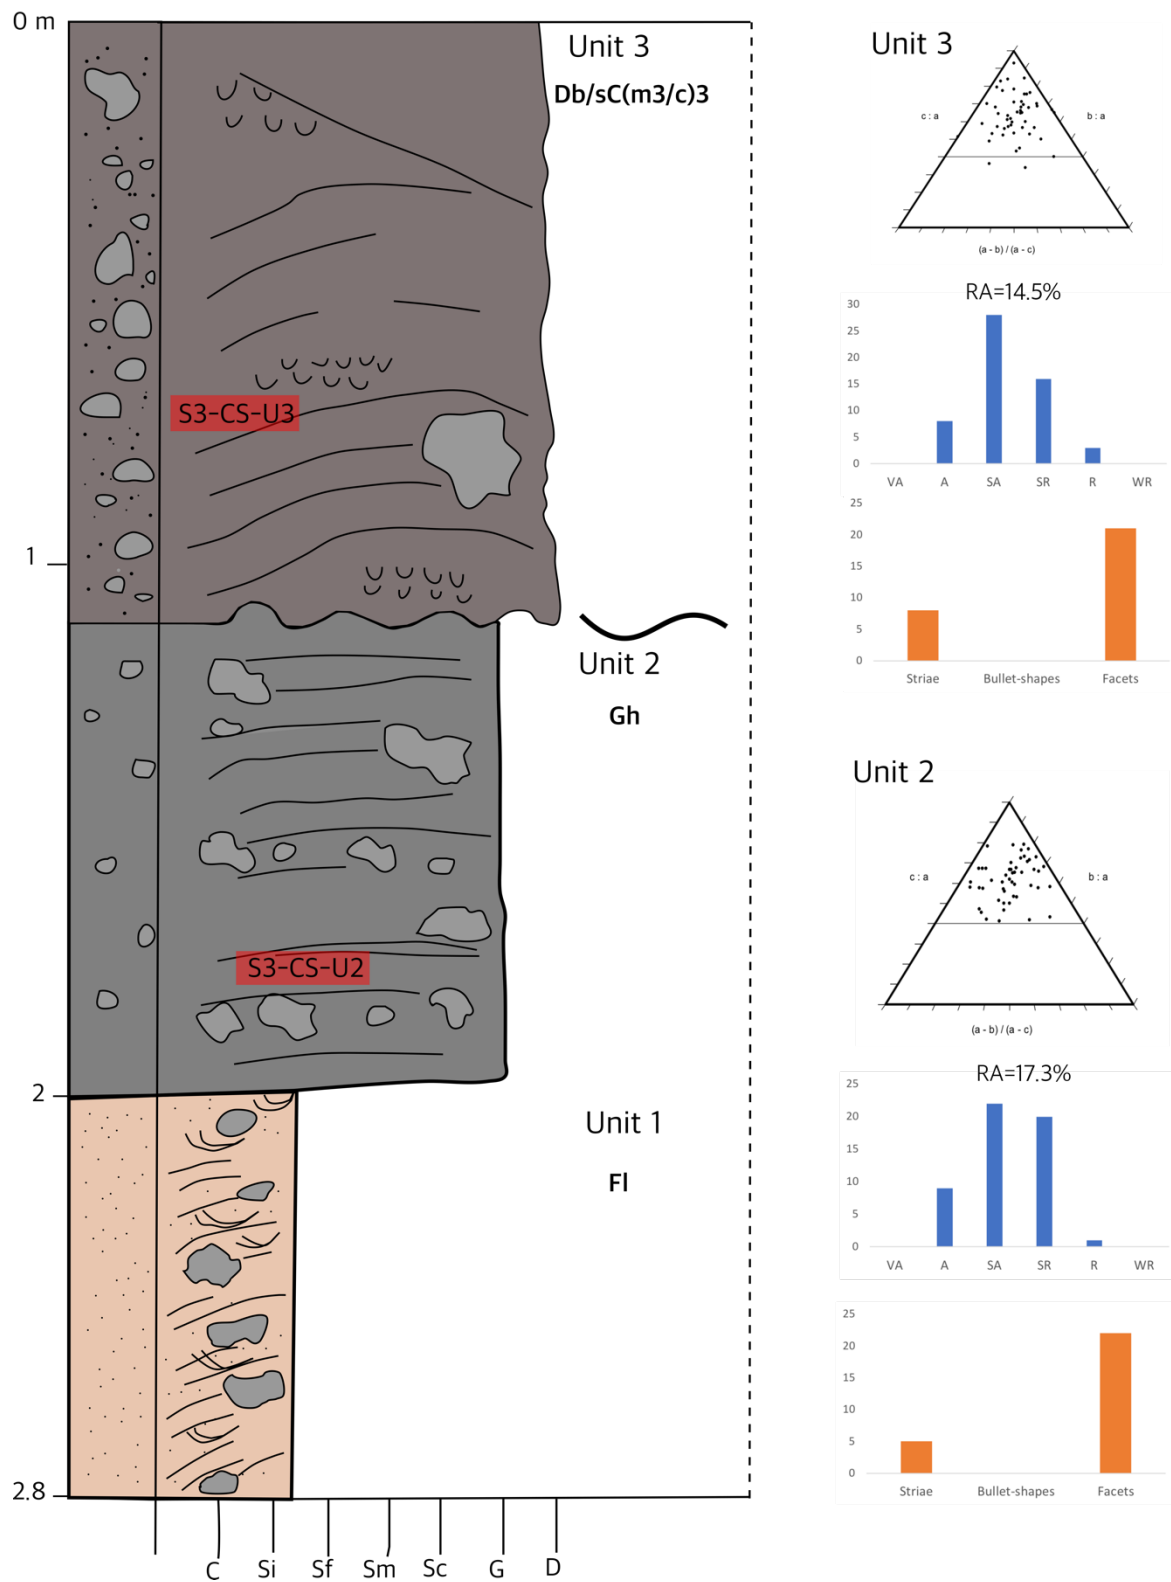 0 m
Unit 3
Db/sC(m3/c)3
S3-CS-U3
1
Unit 2
Gh
S3-CS-U2
2
Unit 1
Fl
2.8
C Si Sf Sm Sc G D
Unit 3
c : a
b : a
(a - b) / (a - c)
RA=14.5%
30
25
20
15
10
5
0
VA A SA SR R WR
25
20
15
10
5
0
Striae Bullet-shapes Facets
Unit 2
c : a
b : a
(a - b) / (a - c)
RA=17.3%
25
20
15
10
5
0
VA A SA SR R WR
25
20
15
10
5
0
Striae Bullet-shapes Facets